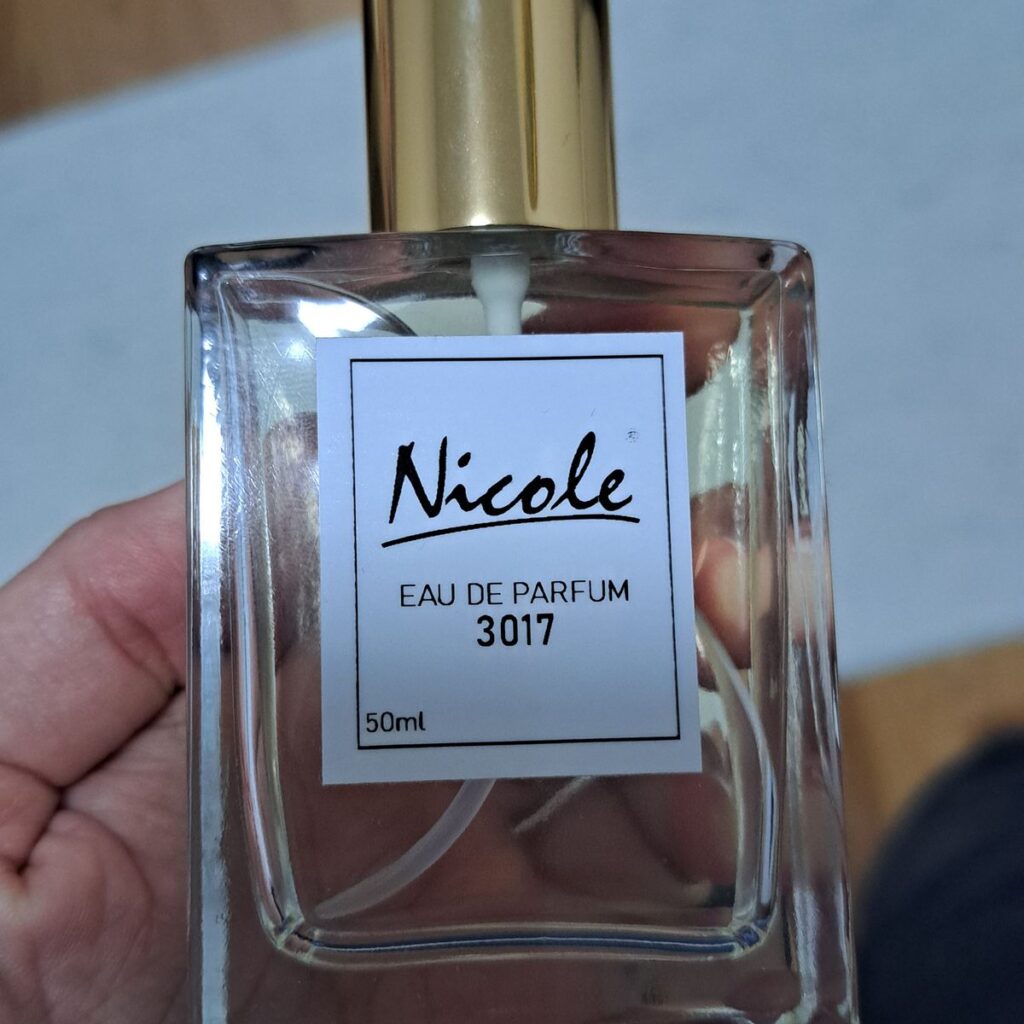 Nicole®
EAU DE PARFUM
3017
50ml